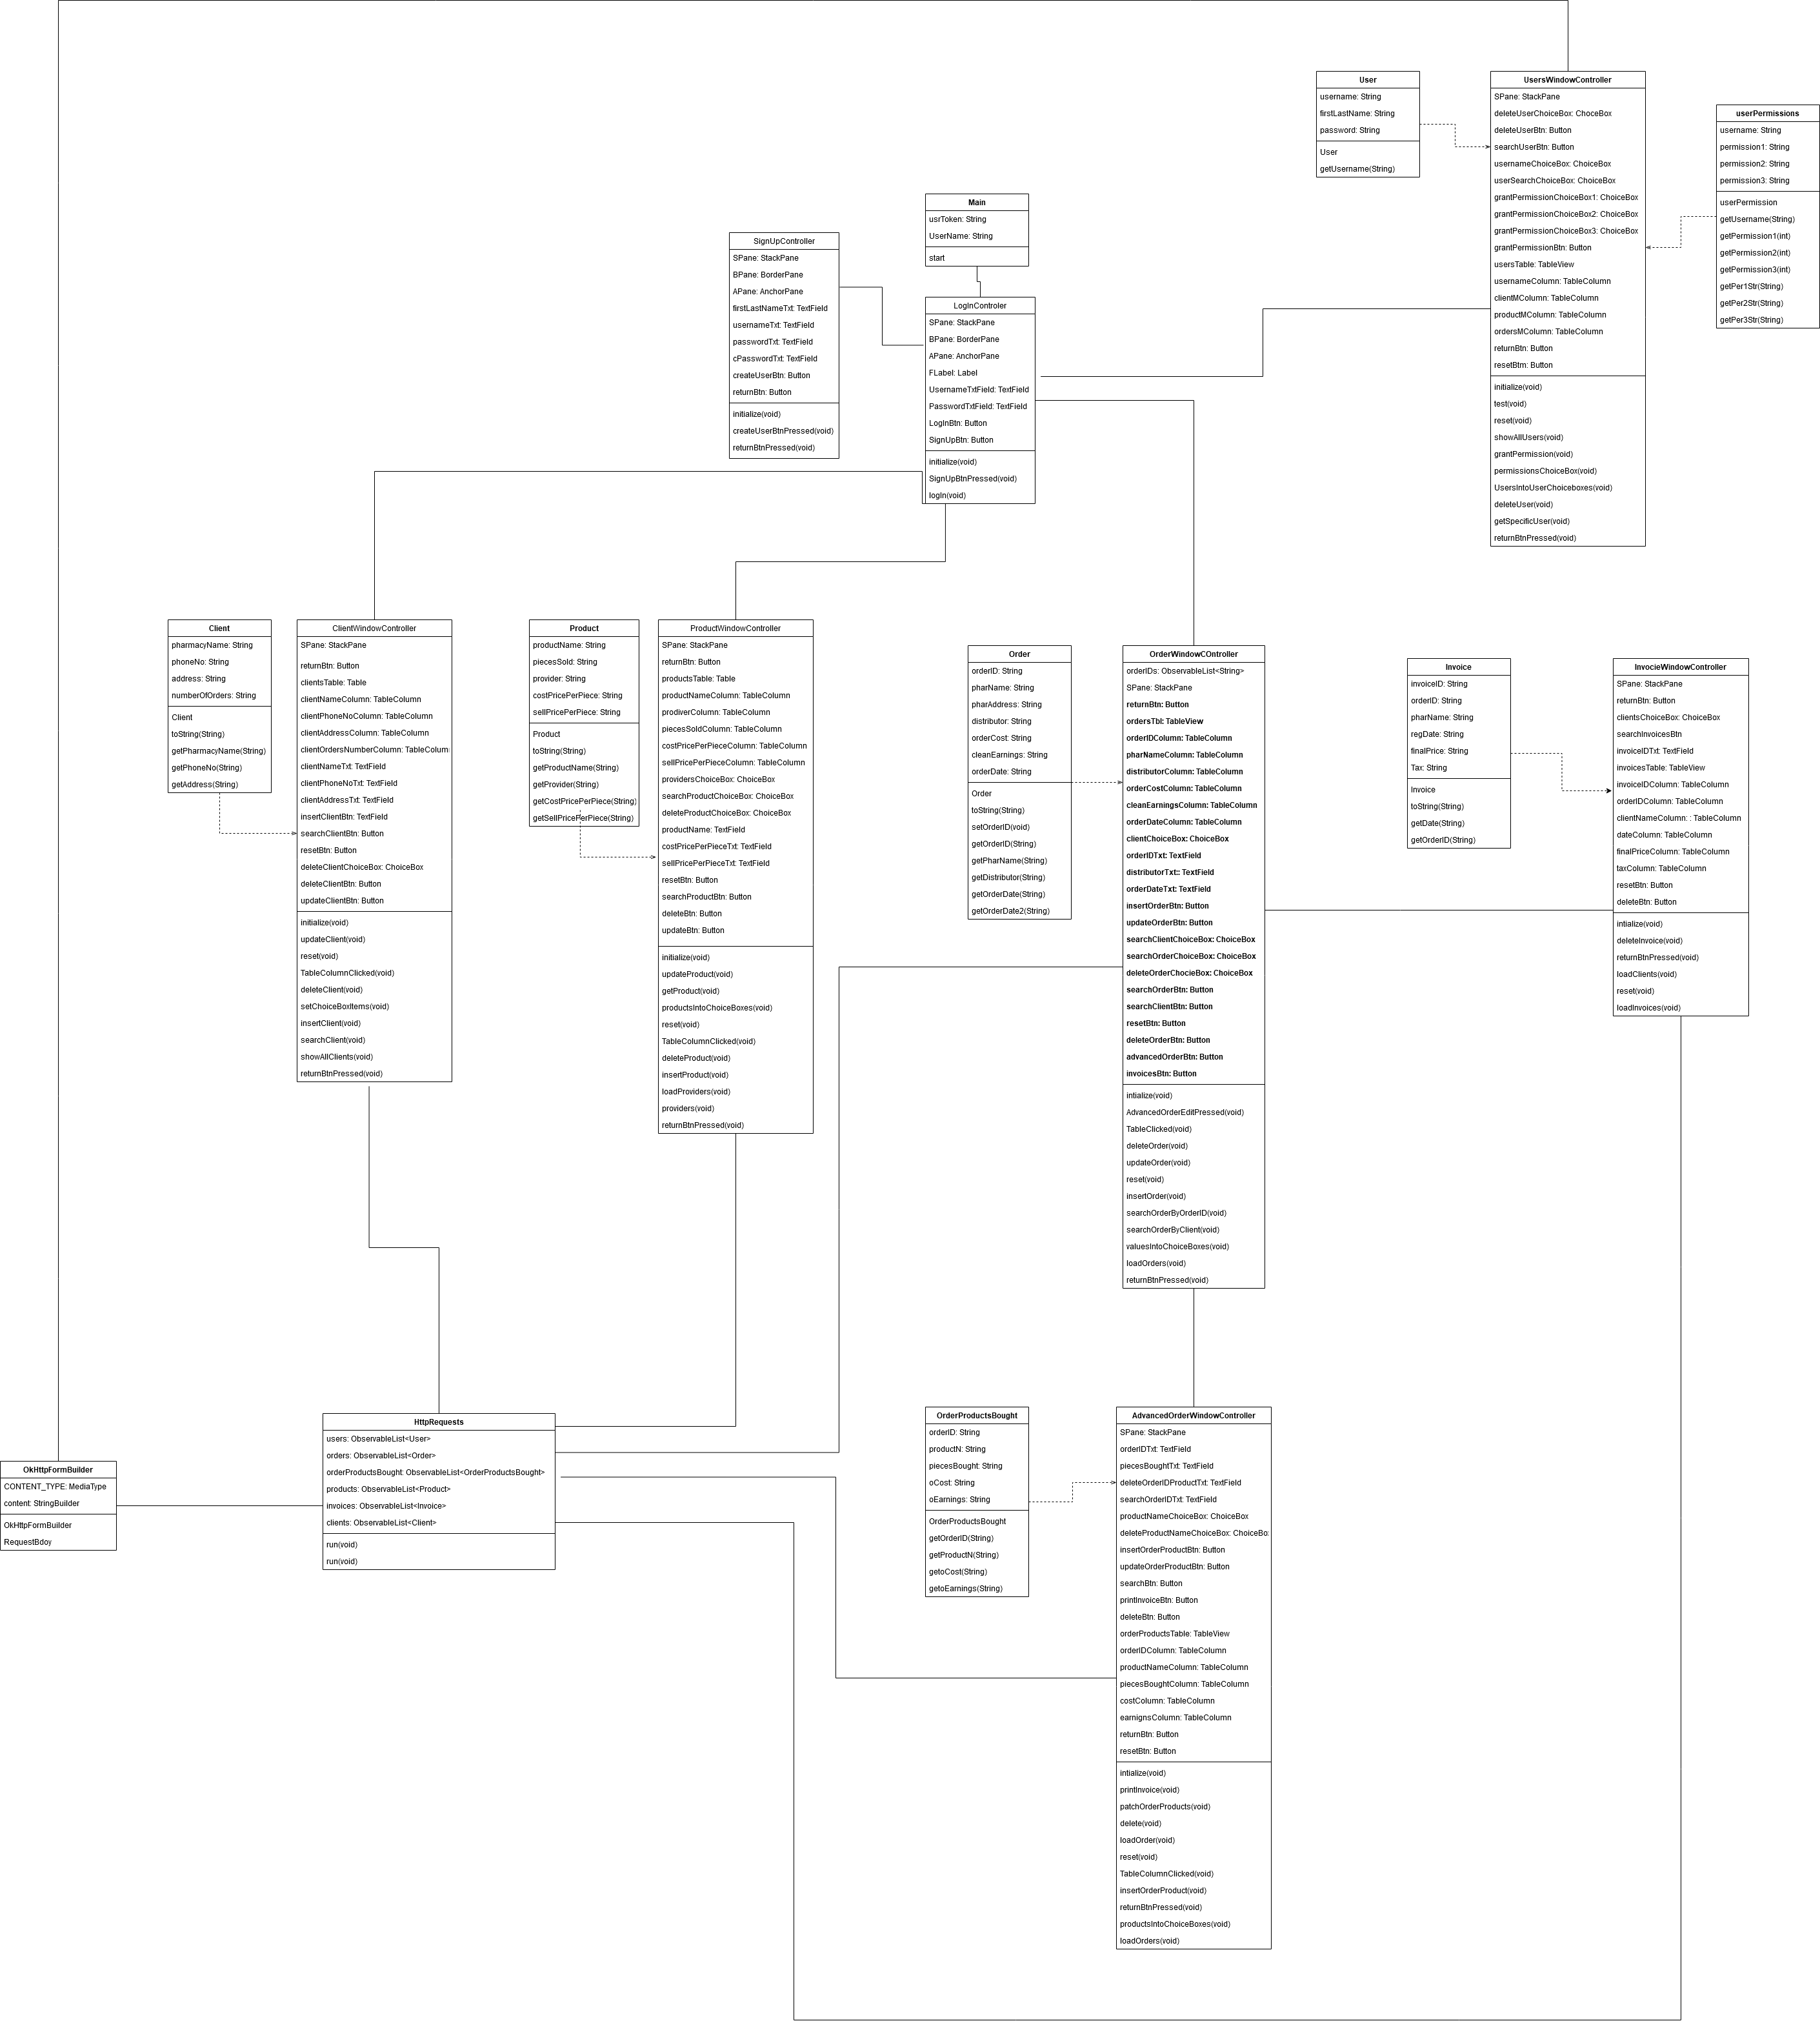 User
username: String
firstLastName: String
password: String
User
getUsername(String)
UsersWindowController
SPane: StackPane
deleteUserChoiceBox: ChoceBox
deleteUserBtn: Button
searchUserBtn: Button
usernameChoiceBox: ChoiceBox
userSearchChoiceBox: ChoiceBox
grantPermissionChoiceBox1: ChoiceBox
grantPermissionChoiceBox2: ChoiceBox
grantPermissionChoiceBox3: ChoiceBox
grantPermissionBtn: Button
usersTable: TableView
usernameColumn: TableColumn
clientMColumn: TableColumn
productMColumn: TableColumn
ordersMColumn: TableColumn
returnBtn: Button
resetBtm: Button
initialize(void)
test(void)
reset(void)
showAllUsers(void)
grantPermission(void)
permissionsChoiceBox(void)
UsersIntoUserChoiceboxes(void)
deleteUser(void)
getSpecificUser(void)
returnBtnPressed(void)
userPermissions
username: String
permission1: String
permission2: String
permission3: String
userPermission
getUsername(String)
getPermission1(int)
getPermission2(int)
getPermission3(int)
getPer1Str(String)
getPer2Str(String)
getPer3Str(String)
Main
usrToken: String
UserName: String
start
SignUpController
SPane: StackPane
BPane: BorderPane
APane: AnchorPane
firstLastNameTxt: TextField
usernameTxt: TextField
passwordTxt: TextField
cPasswordTxt: TextField
createUserBtn: Button
returnBtn: Button
initialize(void)
createUserBtnPressed(void)
returnBtnPressed(void)
LogInControler
SPane: StackPane
BPane: BorderPane
APane: AnchorPane
FLabel: Label
UsernameTxtField: TextField
PasswordTxtField: TextField
LogInBtn: Button
SignUpBtn: Button
initialize(void)
SignUpBtnPressed(void)
logIn(void)
Client
pharmacyName: String
phoneNo: String
address: String
numberOfOrders: String
Client
toString(String)
getPharmacyName(String)
getPhoneNo(String)
getAddress(String)
ClientWindowController
SPane: StackPane
returnBtn: Button
clientsTable: Table
clientNameColumn: TableColumn
clientPhoneNoColumn: TableColumn
clientAddressColumn: TableColumn
clientOrdersNumberColumn: TableColumn
clientNameTxt: TextField
clientPhoneNoTxt: TextField
clientAddressTxt: TextField
insertClientBtn: TextField
searchClientBtn: Button
resetBtn: Button
deleteClientChoiceBox: ChoiceBox
deleteClientBtn: Button
updateClientBtn: Button
initialize(void)
updateClient(void)
reset(void)
TableColumnClicked(void)
deleteClient(void)
setChoiceBoxItems(void)
insertClient(void)
searchClient(void)
showAllClients(void)
returnBtnPressed(void)
Product
productName: String
piecesSold: String
provider: String
costPricePerPiece: String
sellPricePerPiece: String
Product
toString(String)
getProductName(String)
getProvider(String)
getCostPricePerPiece(String)
getSellPricePerPiece(String)
ProductWindowController
SPane: StackPane
returnBtn: Button
productsTable: Table
productNameColumn: TableColumn
prodiverColumn: TableColumn
piecesSoldColumn: TableColumn
costPricePerPieceColumn: TableColumn
sellPricePerPieceColumn: TableColumn
providersChoiceBox: ChoiceBox
searchProductChoiceBox: ChoiceBox
deleteProductChoiceBox: ChoiceBox
productName: TextField
costPricePerPieceTxt: TextField
sellPricePerPieceTxt: TextField
resetBtn: Button
searchProductBtn: Button
deleteBtn: Button
updateBtn: Button
initialize(void)
updateProduct(void)
getProduct(void)
productsIntoChoiceBoxes(void)
reset(void)
TableColumnClicked(void)
deleteProduct(void)
insertProduct(void)
loadProviders(void)
providers(void)
returnBtnPressed(void)
Order
orderID: String
pharName: String
pharAddress: String
distributor: String
orderCost: String
cleanEarnings: String
orderDate: String
Order
toString(String)
setOrderID(void)
getOrderID(String)
getPharName(String)
getDistributor(String)
getOrderDate(String)
getOrderDate2(String)
OrderWindowCOntroller
orderIDs: ObservableList<String>
SPane: StackPane
returnBtn: Button
ordersTbl: TableView
orderIDColumn: TableColumn
pharNameColumn: TableColumn
distributorColumn: TableColumn
orderCostColumn: TableColumn
cleanEarningsColumn: TableColumn
orderDateColumn: TableColumn
clientChoiceBox: ChoiceBox
orderIDTxt: TextField
distributorTxt:: TextField
orderDateTxt: TextField
insertOrderBtn: Button
updateOrderBtn: Button
searchClientChoiceBox: ChoiceBox
searchOrderChoiceBox: ChoiceBox
deleteOrderChocieBox: ChoiceBox
searchOrderBtn: Button
searchClientBtn: Button
resetBtn: Button
deleteOrderBtn: Button
advancedOrderBtn: Button
invoicesBtn: Button
intialize(void)
AdvancedOrderEditPressed(void)
TableClicked(void)
deleteOrder(void)
updateOrder(void)
reset(void)
insertOrder(void)
searchOrderByOrderID(void)
searchOrderByClient(void)
valuesIntoChoiceBoxes(void)
loadOrders(void)
returnBtnPressed(void)
Invoice
invoiceID: String
orderID: String
pharName: String
regDate: String
finalPrice: String
Tax: String
Invoice
toString(String)
getDate(String)
getOrderID(String)
InvocieWindowController
SPane: StackPane
returnBtn: Button
clientsChoiceBox: ChoiceBox
searchInvoicesBtn
invoiceIDTxt: TextField
invoicesTable: TableView
invoiceIDColumn: TableColumn
orderIDColumn: TableColumn
clientNameColumn: : TableColumn
dateColumn: TableColumn
finalPriceColumn: TableColumn
taxColumn: TableColumn
resetBtn: Button
deleteBtn: Button
intialize(void)
deleteInvoice(void)
returnBtnPressed(void)
loadClients(void)
reset(void)
loadInvoices(void)
OkHttpFormBuilder
CONTENT_TYPE: MediaType
content: StringBuilder
OkHttpFormBuilder
RequestBdoy
HttpRequests
users: ObservableList<User>
orders: ObservableList<Order>
orderProductsBought: ObservableList<OrderProductsBought>
products: ObservableList<Product>
invoices: ObservableList<Invoice>
clients: ObservableList<Client>
run(void)
run(void)
OrderProductsBought
orderID: String
productN: String
piecesBought: String
oCost: String
oEarnings: String
OrderProductsBought
getOrderID(String)
getProductN(String)
getoCost(String)
getoEarnings(String)
AdvancedOrderWindowController
SPane: StackPane
orderIDTxt: TextField
piecesBoughtTxt: TextField
deleteOrderIDProductTxt: TextField
searchOrderIDTxt: TextField
productNameChoiceBox: ChoiceBox
deleteProductNameChoiceBox: ChoiceBo
insertOrderProductBtn: Button
updateOrderProductBtn: Button
searchBtn: Button
printInvoiceBtn: Button
deleteBtn: Button
orderProductsTable: TableView
orderIDColumn: TableColumn
productNameColumn: TableColumn
piecesBoughtColumn: TableColumn
costColumn: TableColumn
earnignsColumn: TableColumn
returnBtn: Button
resetBtn: Button
intialize(void)
printInvoice(void)
patchOrderProducts(void)
delete(void)
loadOrder(void)
reset(void)
TableColumnClicked(void)
insertOrderProduct(void)
returnBtnPressed(void)
productsIntoChoiceBoxes(void)
loadOrders(void)